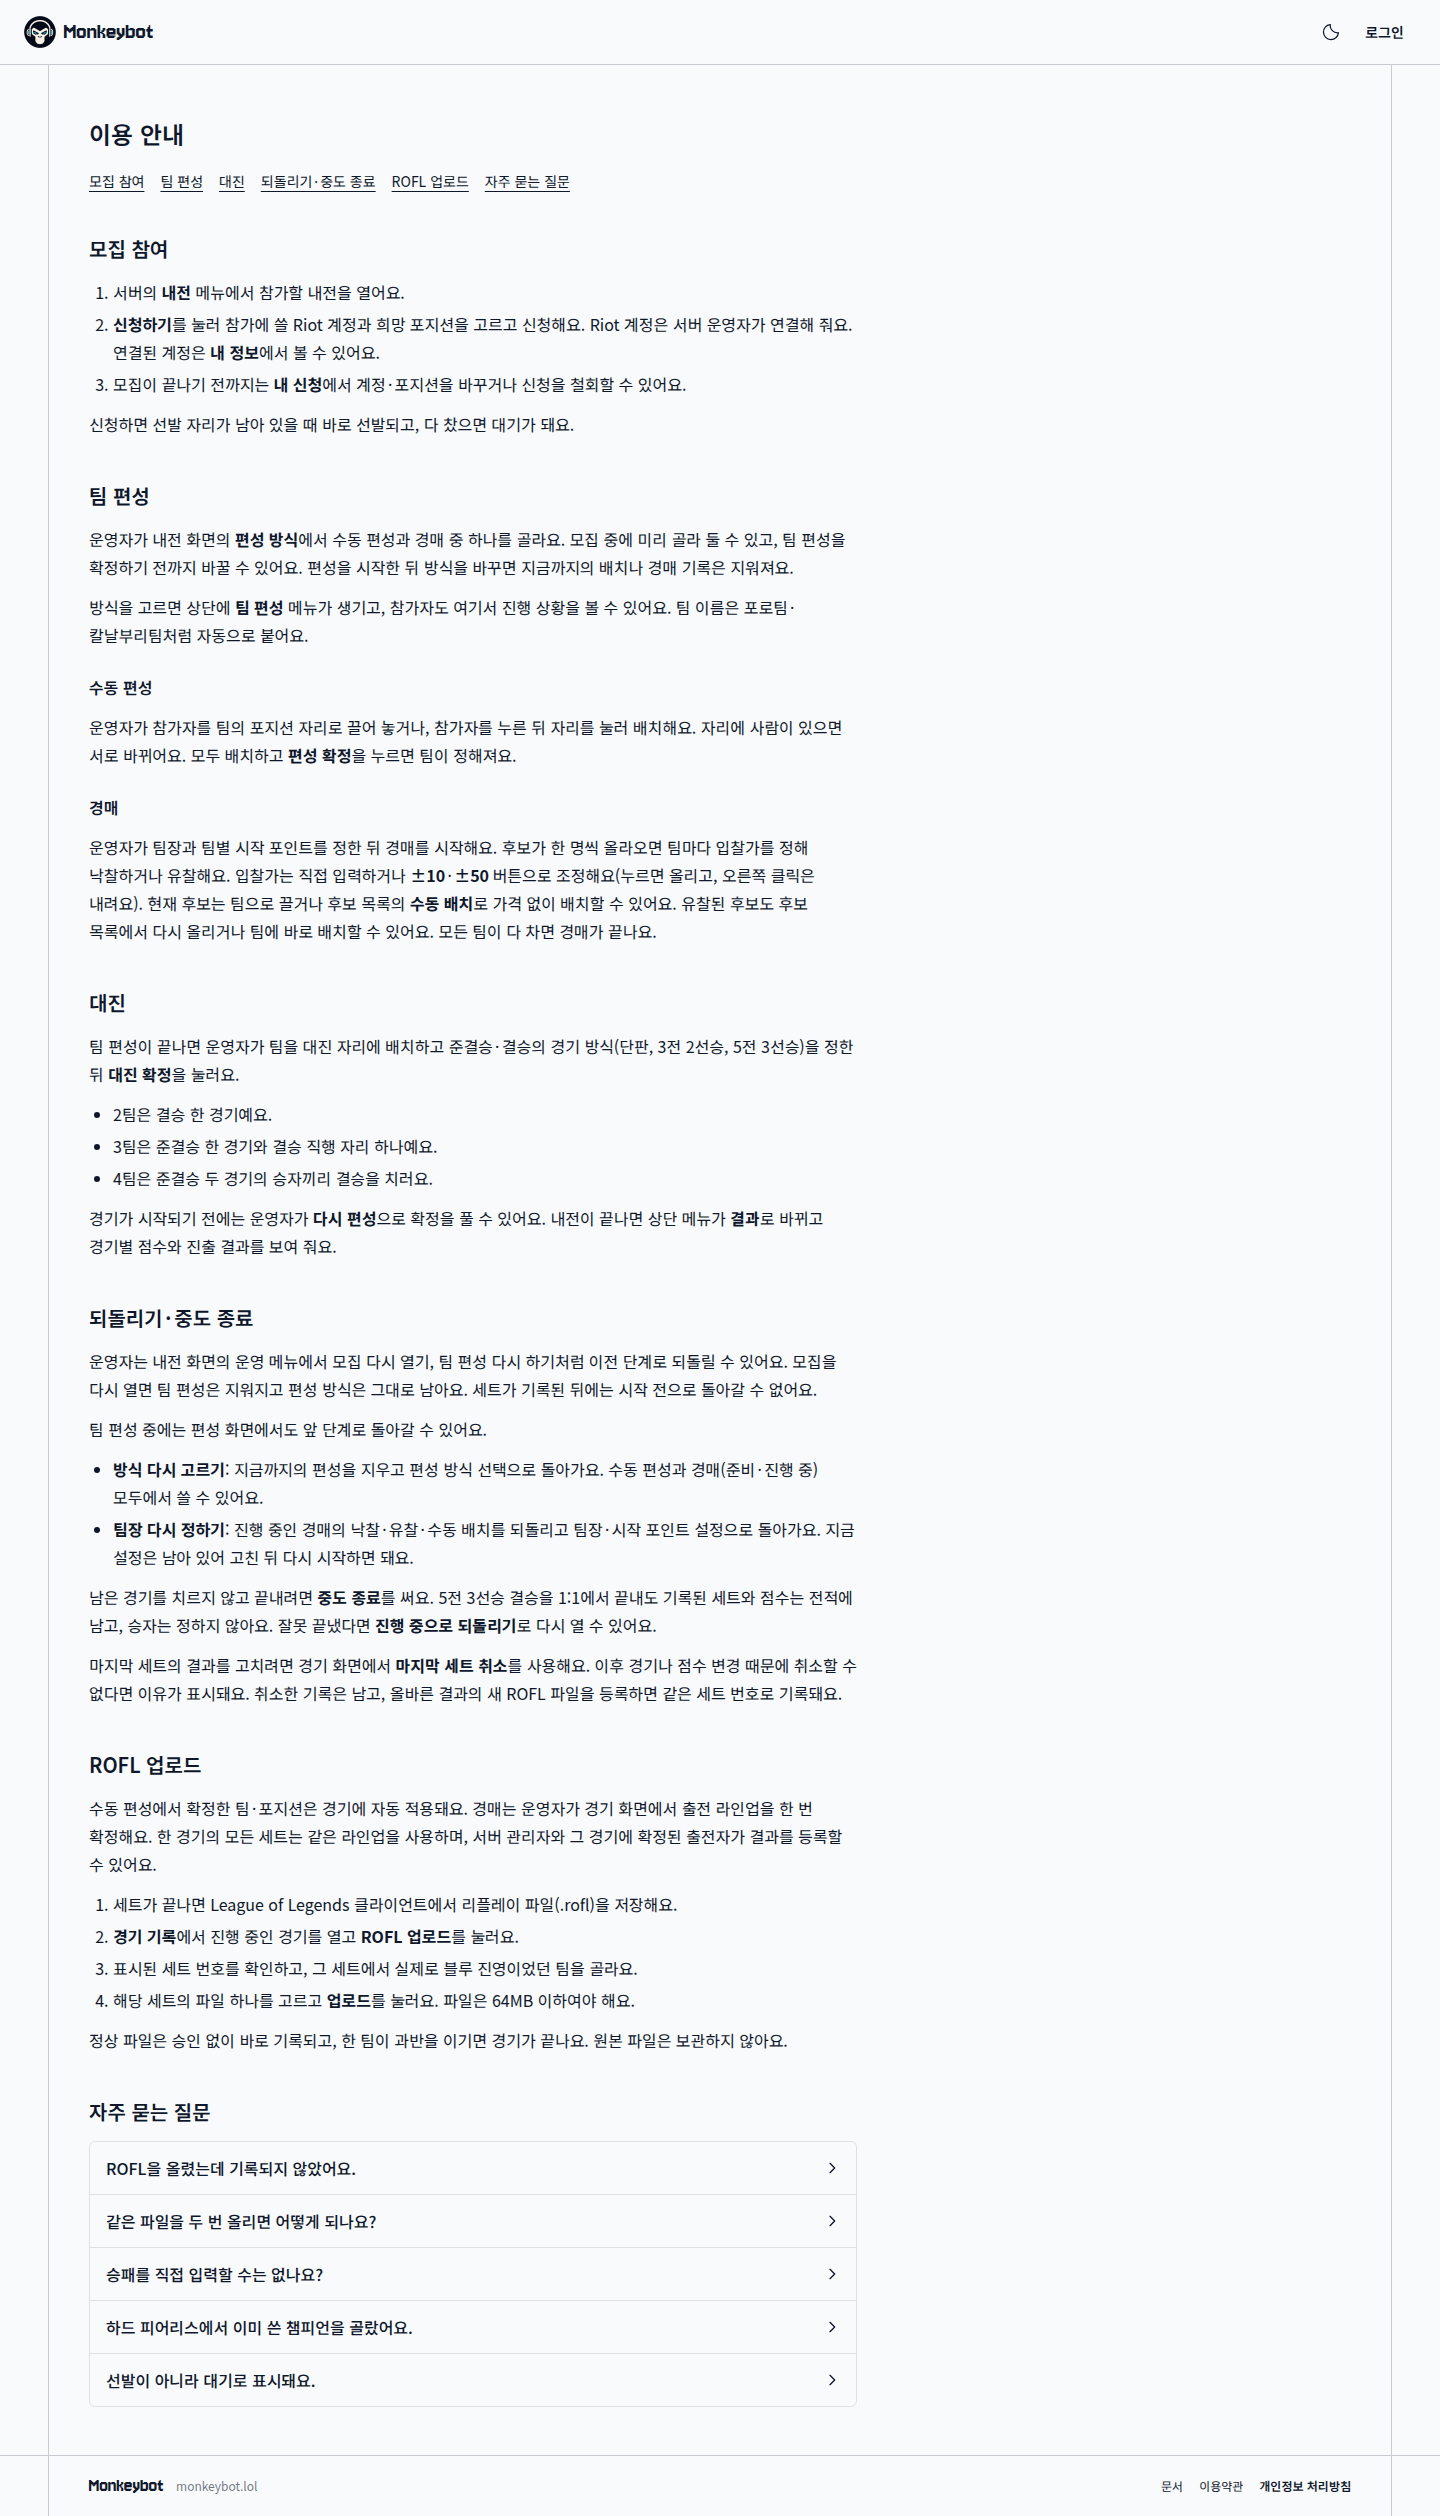 Monkeybot
로그인
이용 안내
모집 참여 팀 편성 대진 되돌리기·중도 종료 ROFL 업로드 자주 묻는 질문
모집 참여
1. 서버의 내전 메뉴에서 참가할 내전을 열어요.
2. 신청하기를 눌러 참가에 쓸 Riot 계정과 희망 포지션을 고르고 신청해요. Riot 계정은 서버 운영자가 연결해 줘요.
연결된 계정은 내 정보에서 볼 수 있어요.
3. 모집이 끝나기 전까지는 내 신청에서 계정·포지션을 바꾸거나 신청을 철회할 수 있어요.
신청하면 선발 자리가 남아 있을 때 바로 선발되고, 다 찼으면 대기가 돼요.
팀 편성
운영자가 내전 화면의 편성 방식에서 수동 편성과 경매 중 하나를 골라요. 모집 중에 미리 골라 둘 수 있고, 팀 편성을
확정하기 전까지 바꿀 수 있어요. 편성을 시작한 뒤 방식을 바꾸면 지금까지의 배치나 경매 기록은 지워져요.
방식을 고르면 상단에 팀 편성 메뉴가 생기고, 참가자도 여기서 진행 상황을 볼 수 있어요. 팀 이름은 포로팀·
칼날부리팀처럼 자동으로 붙어요.
수동 편성
운영자가 참가자를 팀의 포지션 자리로 끌어 놓거나, 참가자를 누른 뒤 자리를 눌러 배치해요. 자리에 사람이 있으면
서로 바뀌어요. 모두 배치하고 편성 확정을 누르면 팀이 정해져요.
경매
운영자가 팀장과 팀별 시작 포인트를 정한 뒤 경매를 시작해요. 후보가 한 명씩 올라오면 팀마다 입찰가를 정해
낙찰하거나 유찰해요. 입찰가는 직접 입력하거나 ±10·±50 버튼으로 조정해요(누르면 올리고, 오른쪽 클릭은
내려요). 현재 후보는 팀으로 끌거나 후보 목록의 수동 배치로 가격 없이 배치할 수 있어요. 유찰된 후보도 후보
목록에서 다시 올리거나 팀에 바로 배치할 수 있어요. 모든 팀이 다 차면 경매가 끝나요.
대진
팀 편성이 끝나면 운영자가 팀을 대진 자리에 배치하고 준결승·결승의 경기 방식(단판, 3전 2선승, 5전 3선승)을 정한
뒤 대진 확정을 눌러요.
• 2팀은 결승 한 경기예요.
• 3팀은 준결승 한 경기와 결승 직행 자리 하나예요.
• 4팀은 준결승 두 경기의 승자끼리 결승을 치러요.
경기가 시작되기 전에는 운영자가 다시 편성으로 확정을 풀 수 있어요. 내전이 끝나면 상단 메뉴가 결과로 바뀌고
경기별 점수와 진출 결과를 보여 줘요.
되돌리기·중도 종료
운영자는 내전 화면의 운영 메뉴에서 모집 다시 열기, 팀 편성 다시 하기처럼 이전 단계로 되돌릴 수 있어요. 모집을
다시 열면 팀 편성은 지워지고 편성 방식은 그대로 남아요. 세트가 기록된 뒤에는 시작 전으로 돌아갈 수 없어요.
팀 편성 중에는 편성 화면에서도 앞 단계로 돌아갈 수 있어요.
• 방식 다시 고르기: 지금까지의 편성을 지우고 편성 방식 선택으로 돌아가요. 수동 편성과 경매(준비·진행 중)
모두에서 쓸 수 있어요.
• 팀장 다시 정하기: 진행 중인 경매의 낙찰·유찰·수동 배치를 되돌리고 팀장·시작 포인트 설정으로 돌아가요. 지금
설정은 남아 있어 고친 뒤 다시 시작하면 돼요.
남은 경기를 치르지 않고 끝내려면 중도 종료를 써요. 5전 3선승 결승을 1:1에서 끝내도 기록된 세트와 점수는 전적에
남고, 승자는 정하지 않아요. 잘못 끝냈다면 진행 중으로 되돌리기로 다시 열 수 있어요.
마지막 세트의 결과를 고치려면 경기 화면에서 마지막 세트 취소를 사용해요. 이후 경기나 점수 변경 때문에 취소할 수
없다면 이유가 표시돼요. 취소한 기록은 남고, 올바른 결과의 새 ROFL 파일을 등록하면 같은 세트 번호로 기록돼요.
ROFL 업로드
수동 편성에서 확정한 팀·포지션은 경기에 자동 적용돼요. 경매는 운영자가 경기 화면에서 출전 라인업을 한 번
확정해요. 한 경기의 모든 세트는 같은 라인업을 사용하며, 서버 관리자와 그 경기에 확정된 출전자가 결과를 등록할
수 있어요.
1. 세트가 끝나면 League of Legends 클라이언트에서 리플레이 파일(.rofl)을 저장해요.
2. 경기 기록에서 진행 중인 경기를 열고 ROFL 업로드를 눌러요.
3. 표시된 세트 번호를 확인하고, 그 세트에서 실제로 블루 진영이었던 팀을 골라요.
4. 해당 세트의 파일 하나를 고르고 업로드를 눌러요. 파일은 64MB 이하여야 해요.
정상 파일은 승인 없이 바로 기록되고, 한 팀이 과반을 이기면 경기가 끝나요. 원본 파일은 보관하지 않아요.
자주 묻는 질문
ROFL을 올렸는데 기록되지 않았어요.
같은 파일을 두 번 올리면 어떻게 되나요?
승패를 직접 입력할 수는 없나요?
하드 피어리스에서 이미 쓴 챔피언을 골랐어요.
선발이 아니라 대기로 표시돼요.
Monkeybot monkeybot.lol
문서 이용약관 개인정보 처리방침